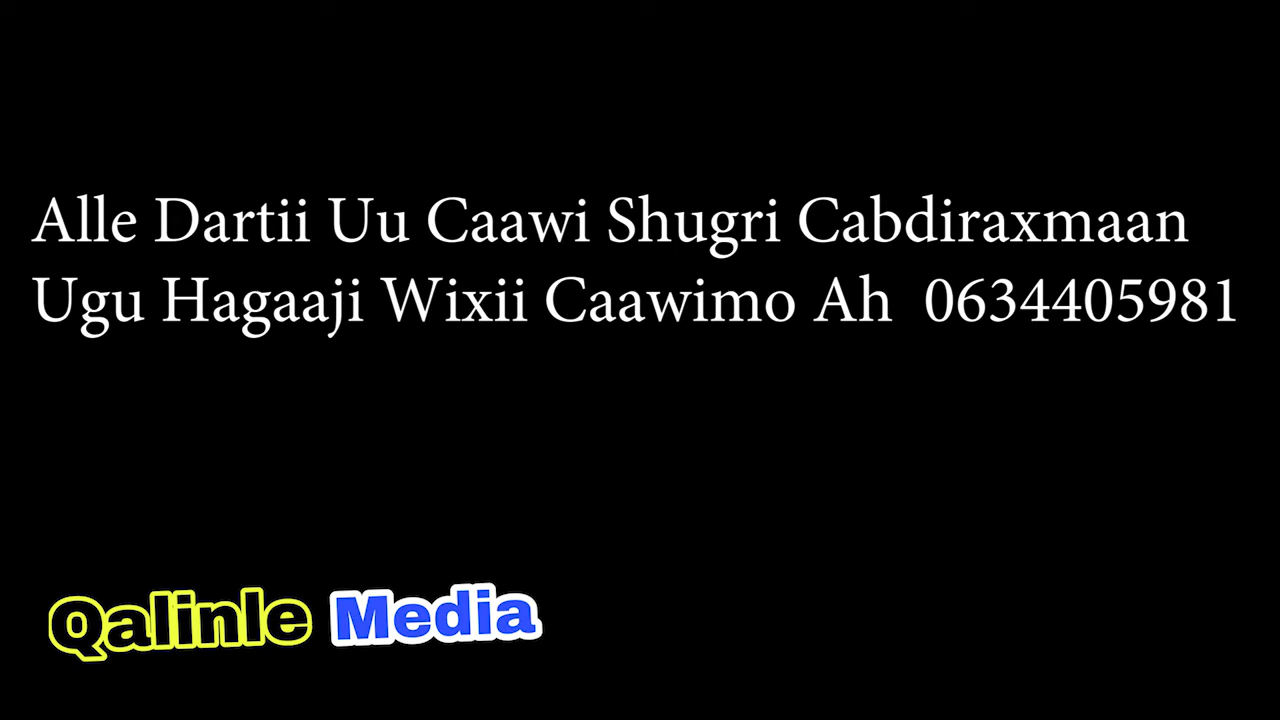 Alle Dartii Uu Caawi Shugri Cabdiraxmaan
Ugu Hagaaji Wixii Caawimo Ah 0634405981
Qalinle Media